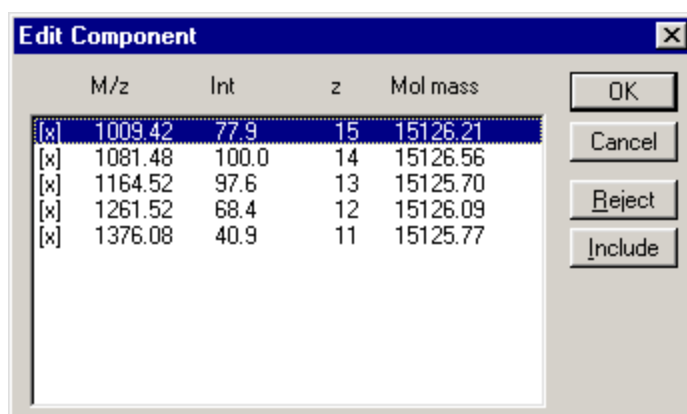 Edit Component
M/z Int z Mol mass
[x] 1009.42 77.9 15 15126.21
[x] 1081.48 100.0 14 15126.56
[x] 1164.52 97.6 13 15125.70
[x] 1261.52 68.4 12 15126.09
[x] 1376.08 40.9 11 15125.77
OK
Cancel
Reject
Include